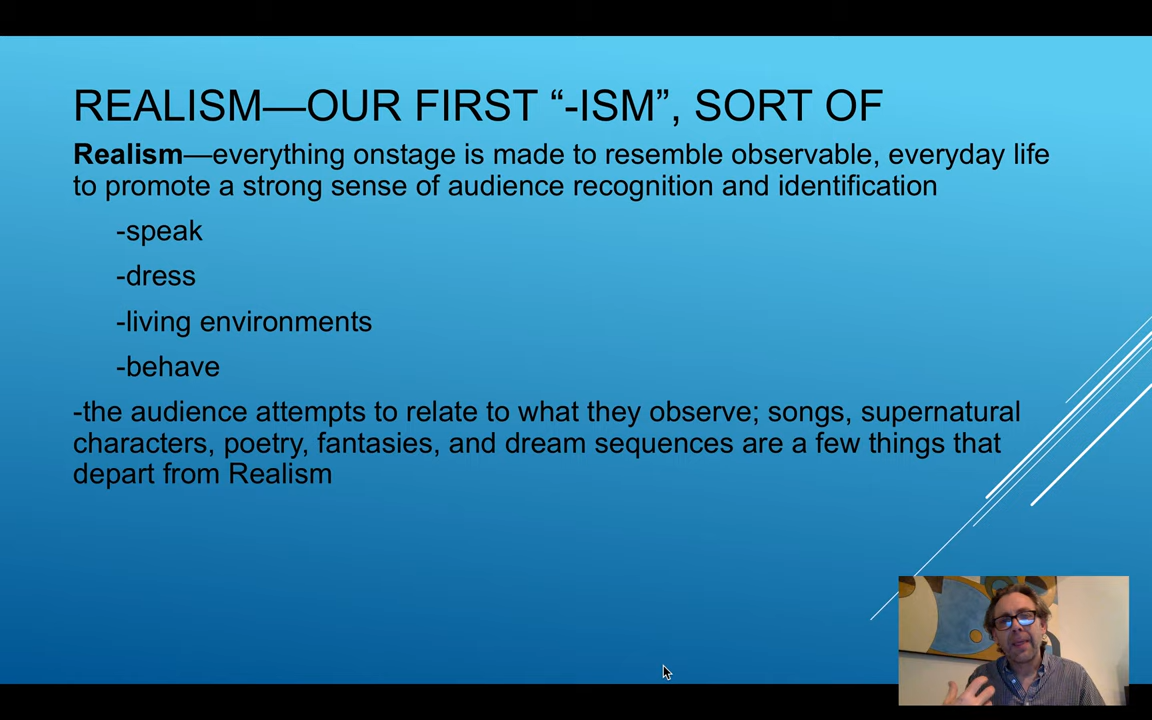 REALISM—OUR FIRST “-ISM”, SORT OF
Realism—everything onstage is made to resemble observable, everyday life
to promote a strong sense of audience recognition and identification
-speak
-dress
-living environments
-behave
-the audience attempts to relate to what they observe; songs, supernatural
characters, poetry, fantasies, and dream sequences are a few things that
depart from Realism